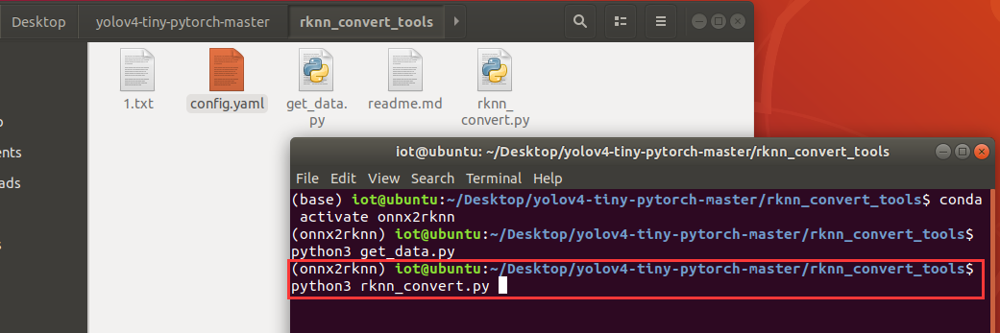 Desktop
yolov4-tiny-pytorch-master
rknn_convert_tools
ents
ads
1.txt
config.yaml
get_data.
py
readme.md
rknn_
convert.py
iot@ubuntu: ~/Desktop/yolov4-tiny-pytorch-master/rknn_convert_tools
File Edit View Search Terminal Help
(base) iot@ubuntu:~/Desktop/yolov4-tiny-pytorch-master/rknn_convert_tools$ conda
activate onnx2rknn
(onnx2rknn) iot@ubuntu:~/Desktop/yolov4-tiny-pytorch-master/rknn_convert_tools$
python3 get_data.py
(onnx2rknn) iot@ubuntu:~/Desktop/yolov4-tiny-pytorch-master/rknn_convert_tools$
python3 rknn_convert.py